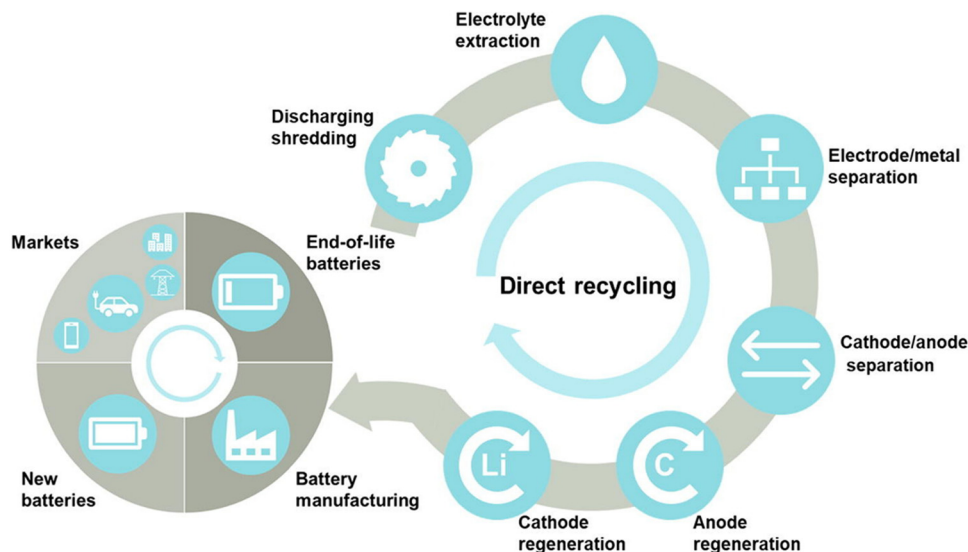 Electrolyte
extraction
Discharging
shredding
Electrode/metal
separation
Markets
End-of-life
batteries
Direct recycling
Cathode/anode
separation
Li
C
New
batteries
Battery
manufacturing
Cathode
regeneration
Anode
regeneration